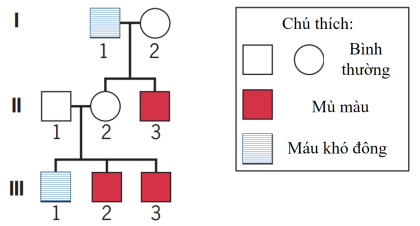 I
1 2
II
1 2 3
III
1 2 3
Chú thích:
Bình
thường
Mù màu
Máu khó đông